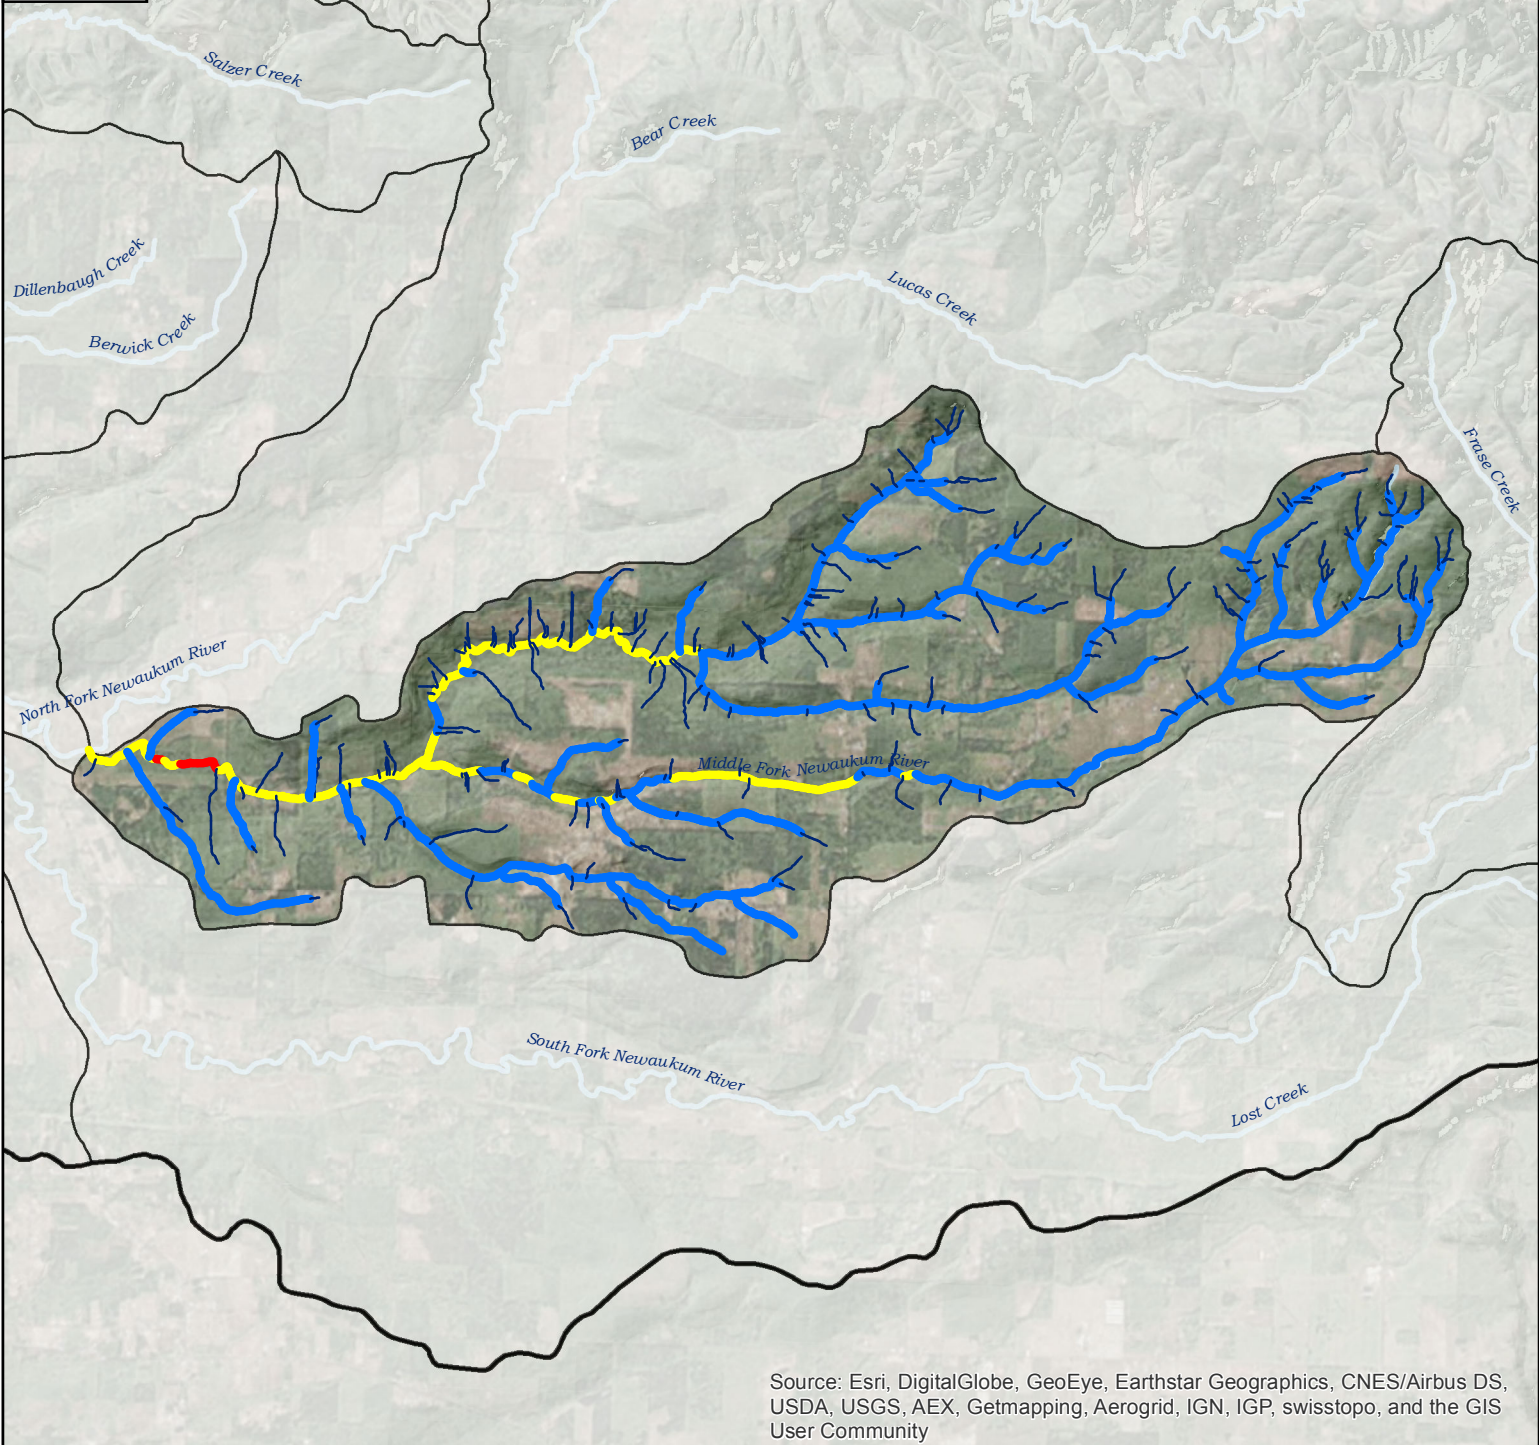 Salzer Creek
Bear Creek
Dillenbaugh Creek
Berwick Creek
Lucas Creek
Frase Creek
North Fork Newaukum River
Middle Fork Newaukum River
South Fork Newaukum River
Lost Creek
Source: Esri, DigitalGlobe, GeoEye, Earthstar Geographics, CNES/Airbus DS,
USDA, USGS, AEX, Getmapping, Aerogrid, IGN, IGP, swisstopo, and the GIS
User Community